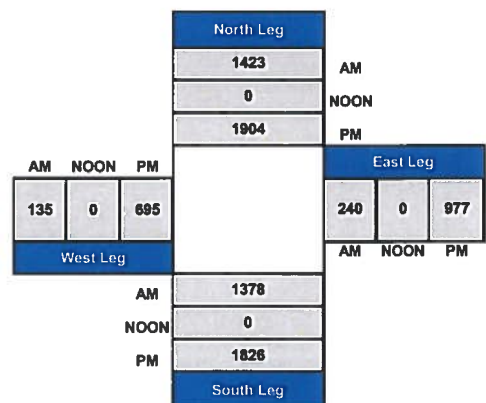 North Leg
1423 AM
0 NOON
1904 PM
AM NOON PM
East Leg
135 0 695
240 0 977
West Leg
AM NOON PM
AM 1378
NOON 0
PM 1826
South Leg